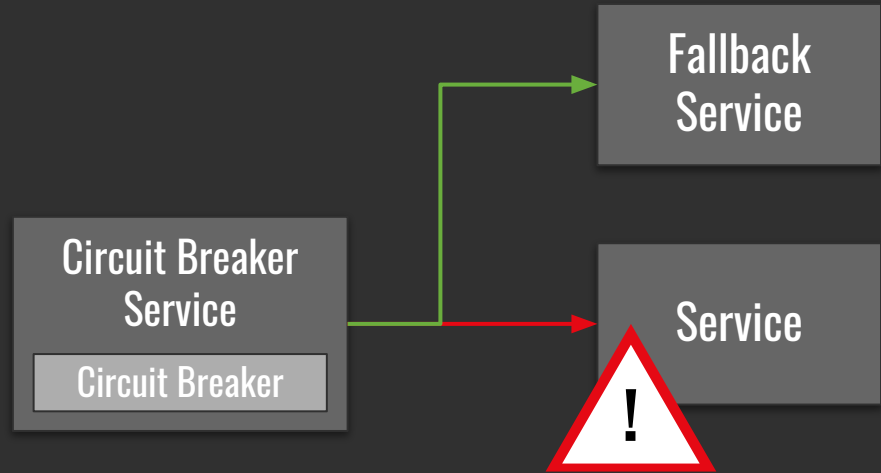 Fallback
Service
Circuit Breaker
Service
Circuit Breaker
Service
!